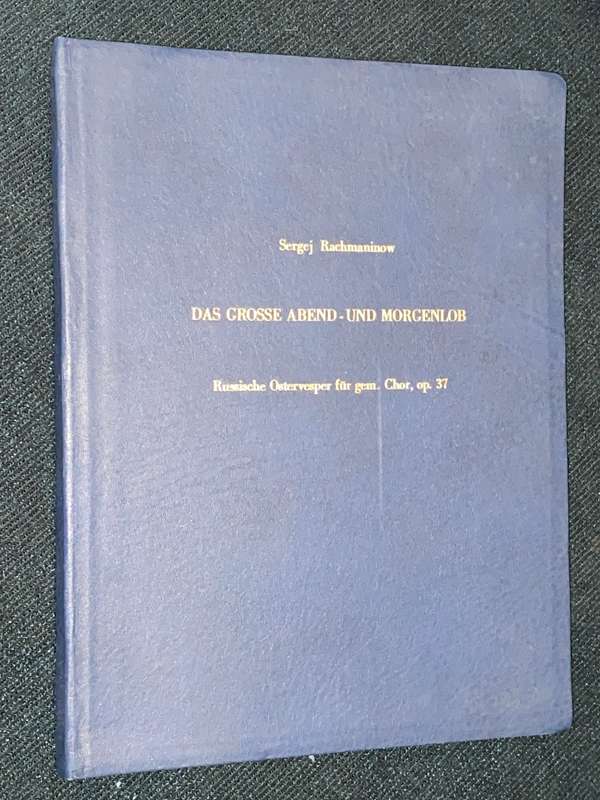 Sergej Rachmaninow
DAS GROSSE ABEND-UND MORGENLOB
Russische Ostervesper für gem. Chor, op. 37